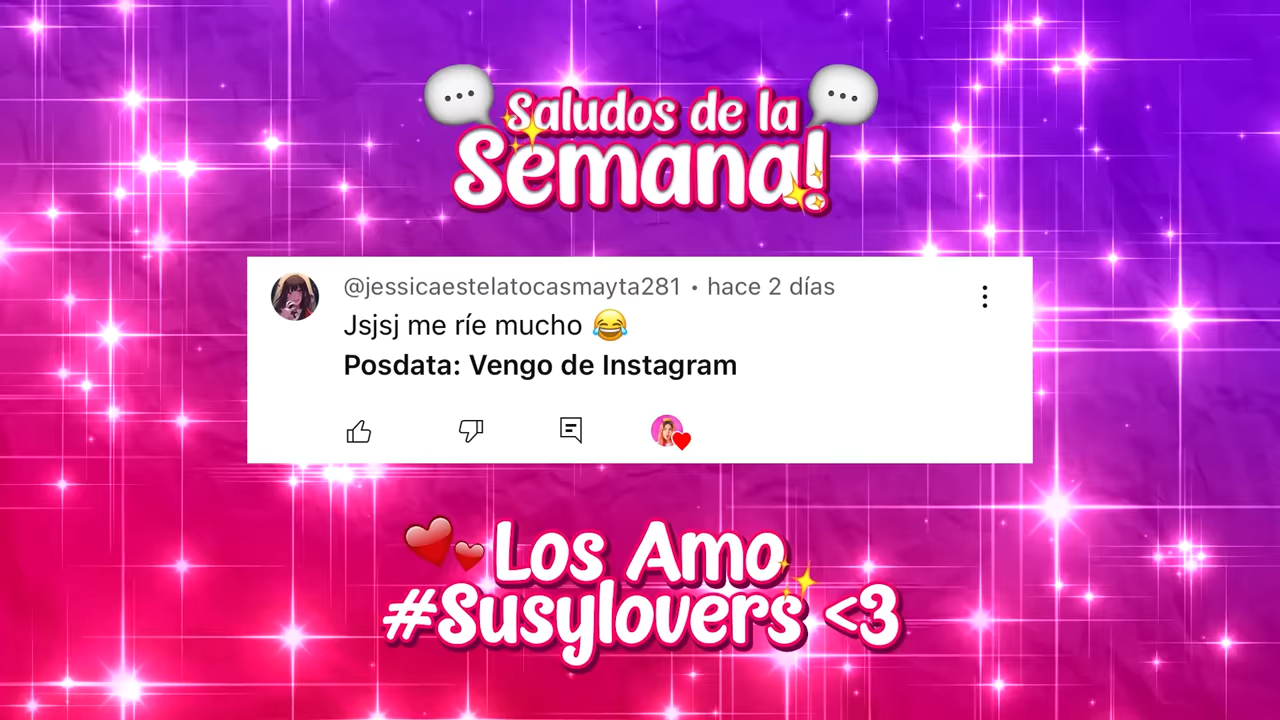 Saludos de la
Semana!
@jessicaestelatocasmayta281 • hace 2 días
Jsjsj me ríe mucho 😂
Posdata: Vengo de Instagram
Los Amo
#Susylovers <3